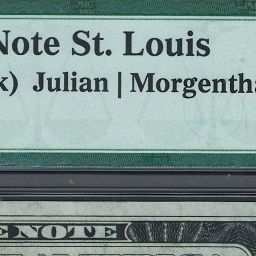 Note St. Louis
k) Julian | Morgentha
E NOTE